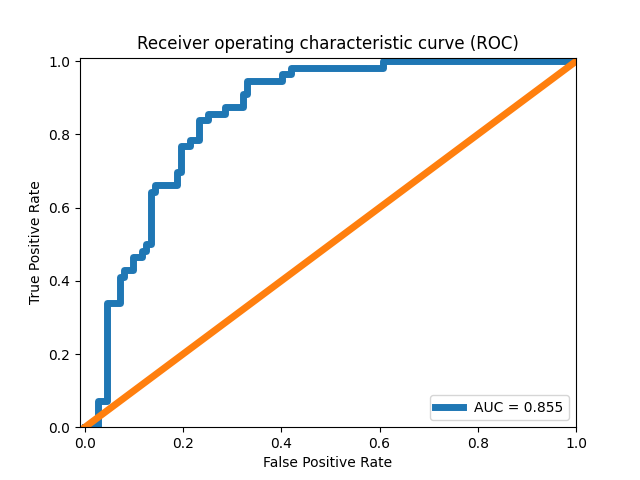 Receiver operating characteristic curve (ROC)
True Positive Rate
1.0
0.8
0.6
0.4
0.2
0.0
0.0 0.2 0.4 0.6 0.8 1.0
False Positive Rate
AUC = 0.855